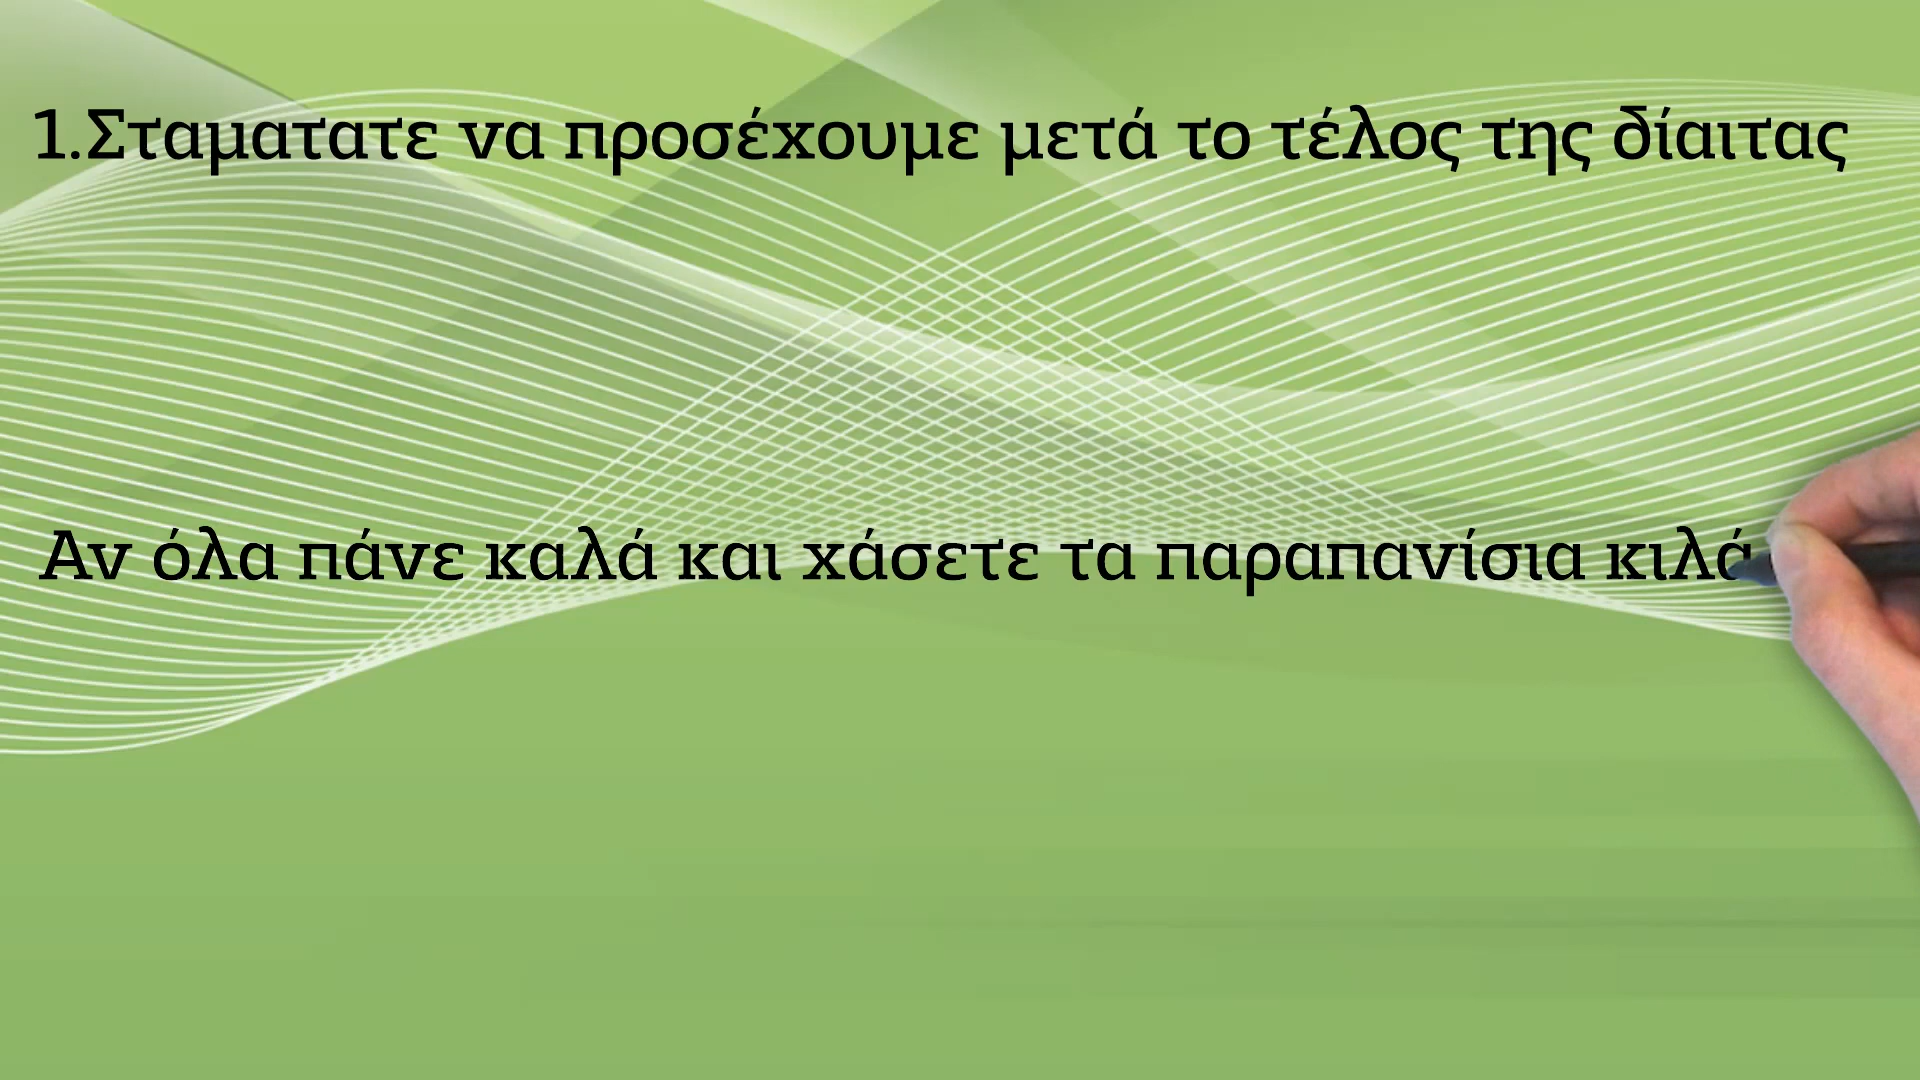 1.Σταματατε να προσέχουμε μετά το τέλος της δίαιτας
Αν όλα πάνε καλά και χάσετε τα παραπανίσια κιλά